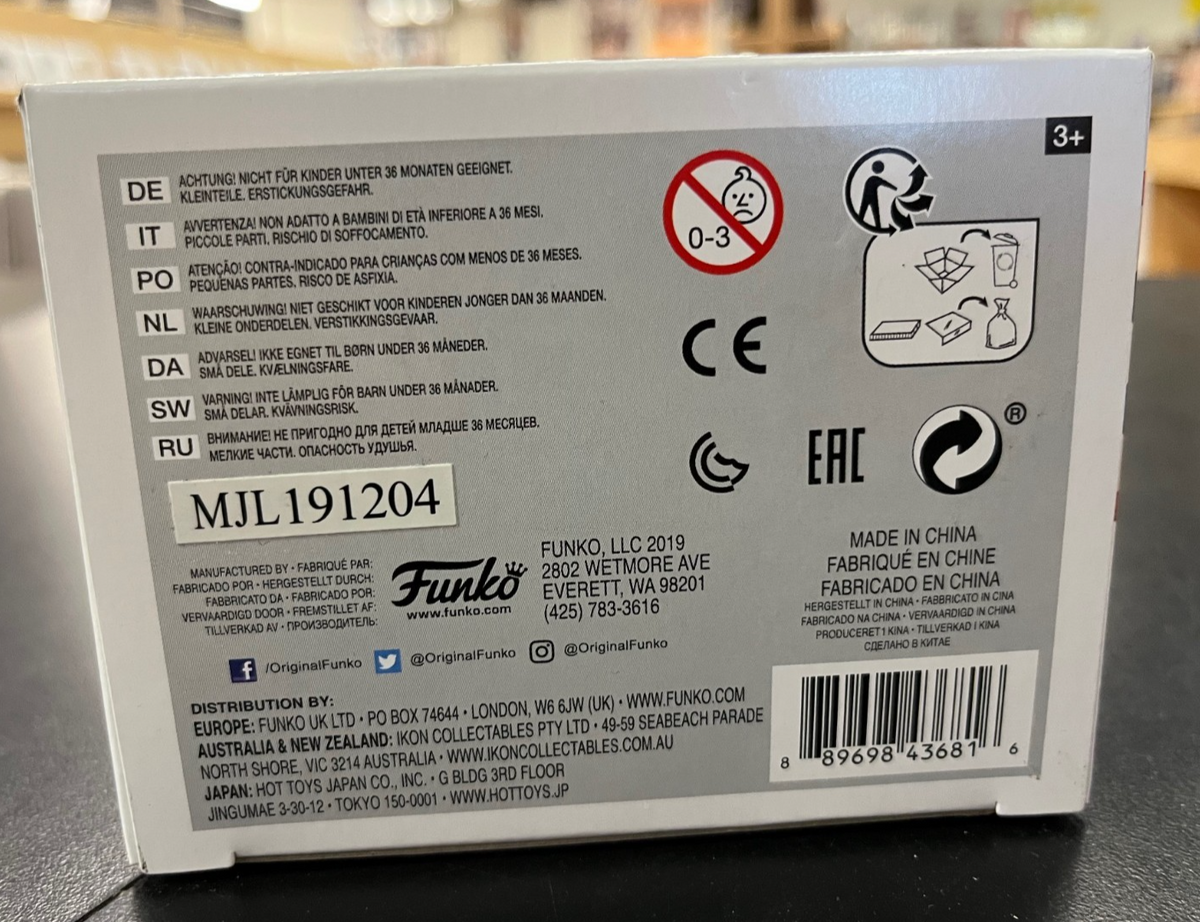 3+
DE ACHTUNG! NICHT FÜR KINDER UNTER 36 MONATEN GEEIGNET.
KLEINTEILE. ERSTICKUNGSGEFAHR.
IT AVVERTENZA! NON ADATTO A BAMBINI DI ETÀ INFERIORE A 36 MESI.
PICCOLE PARTI. RISCHIO DI SOFFOCAMENTO.
PO ATENÇÃO! CONTRA-INDICADO PARA CRIANÇAS COM MENOS DE 36 MESES.
PEQUENAS PARTES. RISCO DE ASFIXIA.
NL WAARSCHUWING! NIET GESCHIKT VOOR KINDEREN JONGER DAN 36 MAANDEN.
KLEINE ONDERDELEN. VERSTIKKINGSGEVAAR.
DA ADVARSEL! IKKE EGNET TIL BØRN UNDER 36 MÅNEDER.
SMÅ DELE. KVÆLNINGSFARE.
SW VARNING! INTE LÄMPLIG FÖR BARN UNDER 36 MÅNADER.
SMÅ DELAR. KVÄVNINGSRISK.
RU ВНИМАНИЕ! НЕ ПРИГОДНО ДЛЯ ДЕТЕЙ МЛАДШЕ 36 МЕСЯЦЕВ.
МЕЛКИЕ ЧАСТИ. ОПАСНОСТЬ УДУШЬЯ.
0-3
CE
EAC
®
MJL191204
MANUFACTURED BY • FABRIQUÉ PAR:
FABRICADO POR • HERGESTELLT DURCH:
FABBRICATO DA • FABRICADO POR:
VERVAARDIGD DOOR • FREMSTILLET AF:
TILLVERKAD AV • ПРОИЗВОДИТЕЛЬ:
Funko
www.funko.com
FUNKO, LLC 2019
2802 WETMORE AVE
EVERETT, WA 98201
(425) 783-3616
MADE IN CHINA
FABRIQUÉ EN CHINE
FABRICADO EN CHINA
HERGESTELLT IN CHINA • FABBRICATO IN CINA
FABRICADO NA CHINA • VERVAARDIGD IN CHINA
PRODUCERET I KINA • TILLVERKAD I KINA
СДЕЛАНО В КИТАЕ
f /OriginalFunko @OriginalFunko @OriginalFunko
DISTRIBUTION BY:
EUROPE: FUNKO UK LTD • PO BOX 74644 • LONDON, W6 6JW (UK) • WWW.FUNKO.COM
AUSTRALIA & NEW ZEALAND: IKON COLLECTABLES PTY LTD • 49-59 SEABEACH PARADE
NORTH SHORE, VIC 3214 AUSTRALIA • WWW.IKONCOLLECTABLES.COM.AU
JAPAN: HOT TOYS JAPAN CO., INC. • G BLDG 3RD FLOOR
JINGUMAE 3-30-12 • TOKYO 150-0001 • WWW.HOTTOYS.JP
8 89698 43681 6